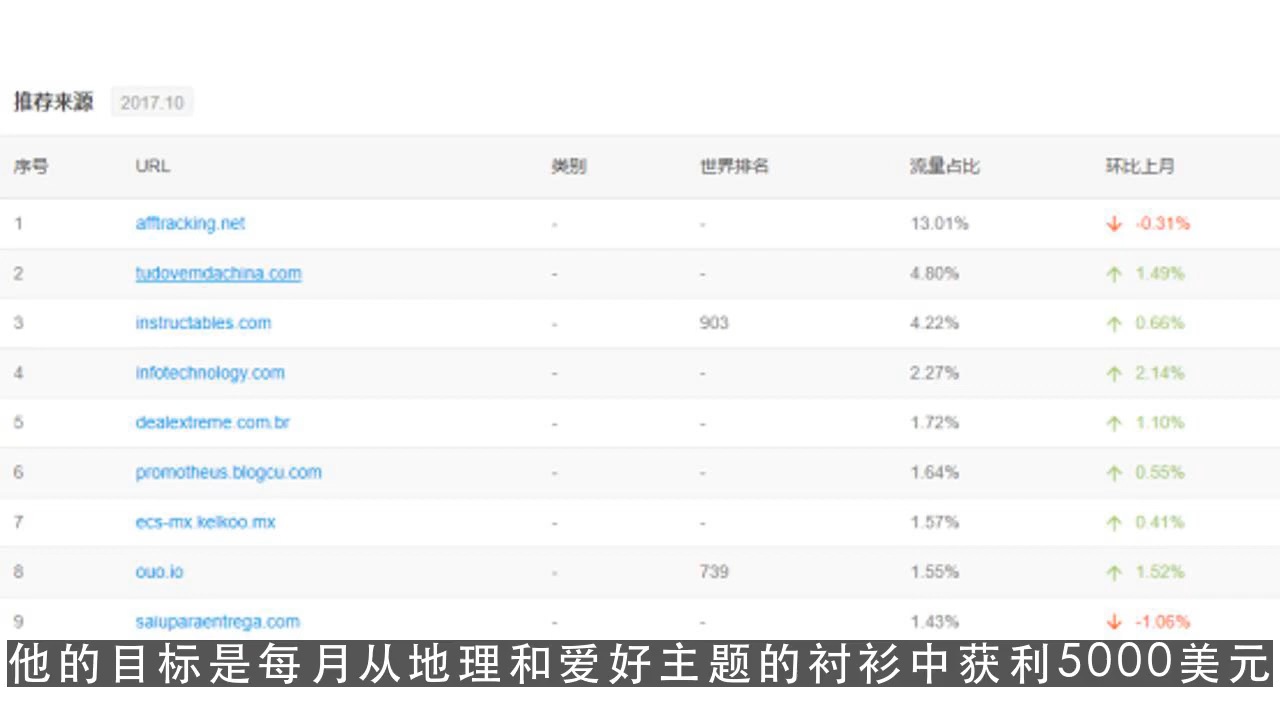 推荐来源 2017.10
序号 URL 类别 世界排名 流量占比 环比上月
1 afftracking.net - - 13.01% ↓ -0.31%
2 tudovemdachina.com - - 4.80% ↑ 1.49%
3 instructables.com - 903 4.22% ↑ 0.66%
4 infotechnology.com - - 2.27% ↑ 2.14%
5 dealextreme.com.br - - 1.72% ↑ 1.10%
6 promotheus.blogcu.com - - 1.64% ↑ 0.55%
7 ecs-mx.kelkoo.mx - - 1.57% ↑ 0.41%
8 ouo.io - 739 1.55% ↑ 1.52%
9 saiuparaentrega.com - - 1.43% ↓ -1.06%
他的目标是每月从地理和爱好主题的衬衫中获利5000美元